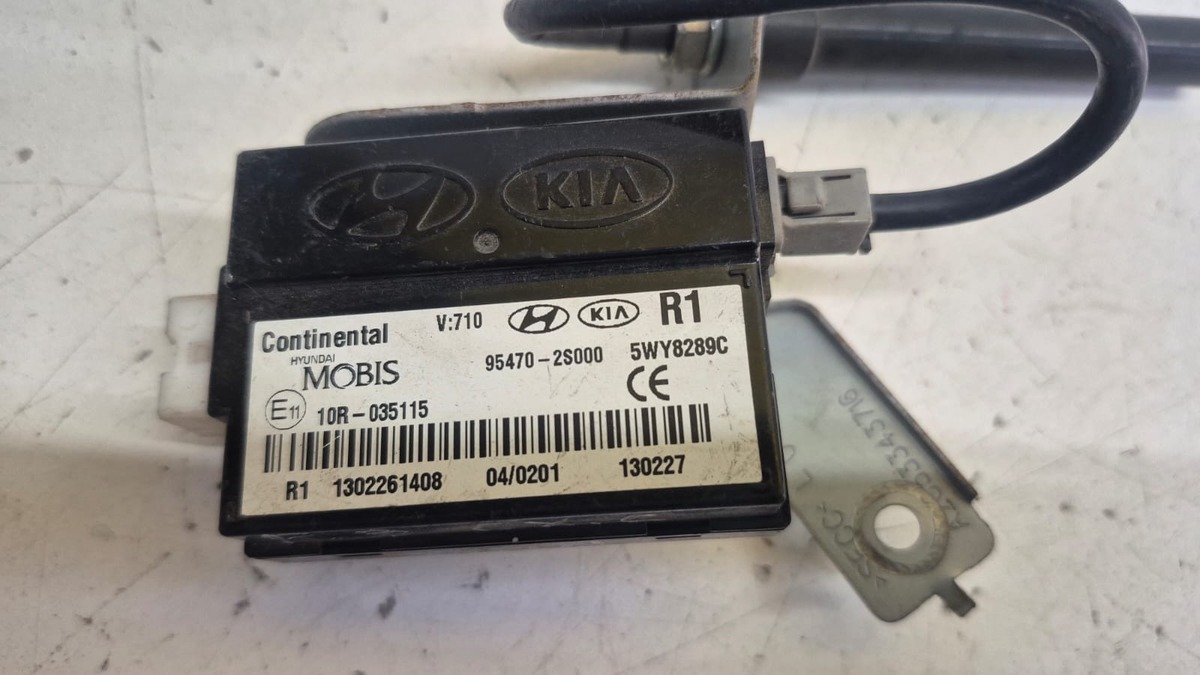 KIA
Continental V:710 KIA R1
HYUNDAI
MOBIS 95470-2S000 5WY8289C
CE
E11 10R-035115
R1 1302261408 04/0201 130227